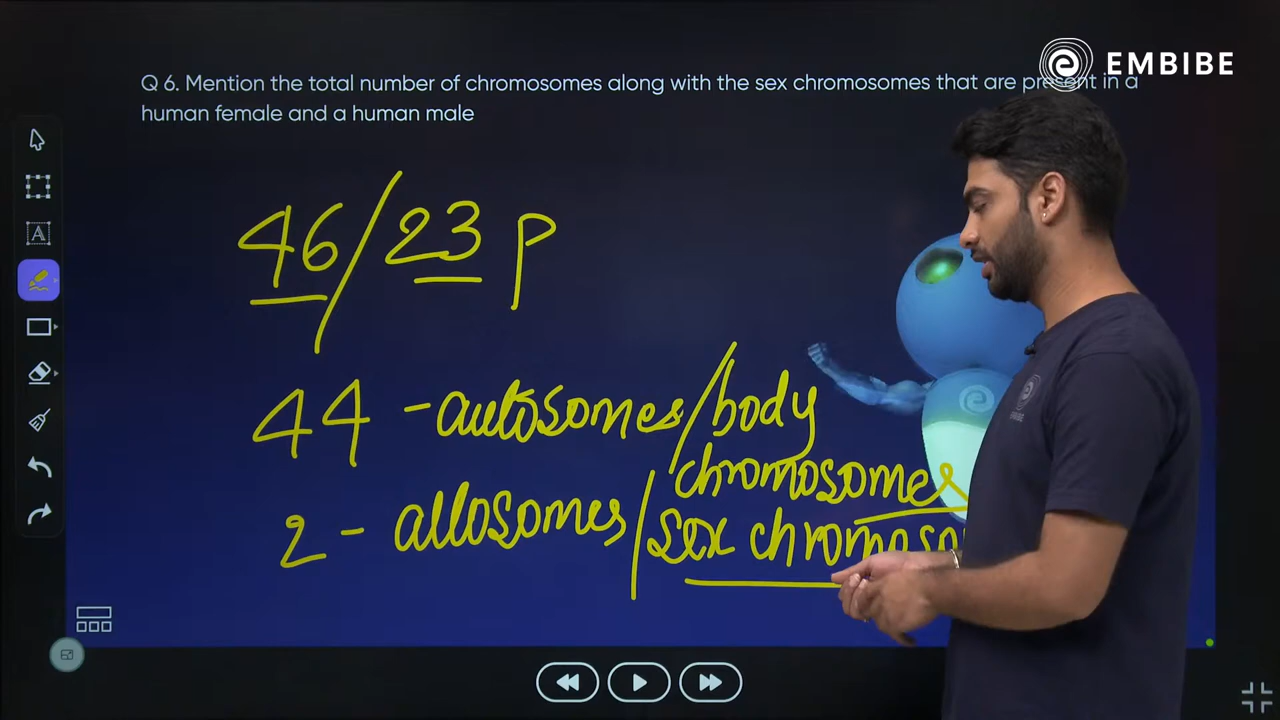 EMBIBE
Q 6. Mention the total number of chromosomes along with the sex chromosomes that are present in a
human female and a human male
46/23 p
44 - autosomes/body
chromosomes
2 - allosomes/sex chromoso